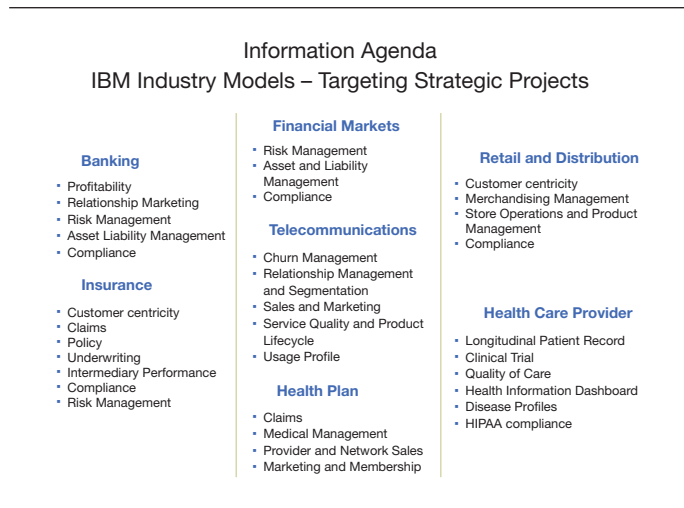 Information Agenda
IBM Industry Models – Targeting Strategic Projects
Banking
▪ Profitability
▪ Relationship Marketing
▪ Risk Management
▪ Asset Liability Management
▪ Compliance
Insurance
▪ Customer centricity
▪ Claims
▪ Policy
▪ Underwriting
▪ Intermediary Performance
▪ Compliance
▪ Risk Management
Financial Markets
▪ Risk Management
▪ Asset and Liability
Management
▪ Compliance
Telecommunications
▪ Churn Management
▪ Relationship Management
and Segmentation
▪ Sales and Marketing
▪ Service Quality and Product
Lifecycle
▪ Usage Profile
Health Plan
▪ Claims
▪ Medical Management
▪ Provider and Network Sales
▪ Marketing and Membership
Retail and Distribution
▪ Customer centricity
▪ Merchandising Management
▪ Store Operations and Product
Management
▪ Compliance
Health Care Provider
▪ Longitudinal Patient Record
▪ Clinical Trial
▪ Quality of Care
▪ Health Information Dashboard
▪ Disease Profiles
▪ HIPAA compliance